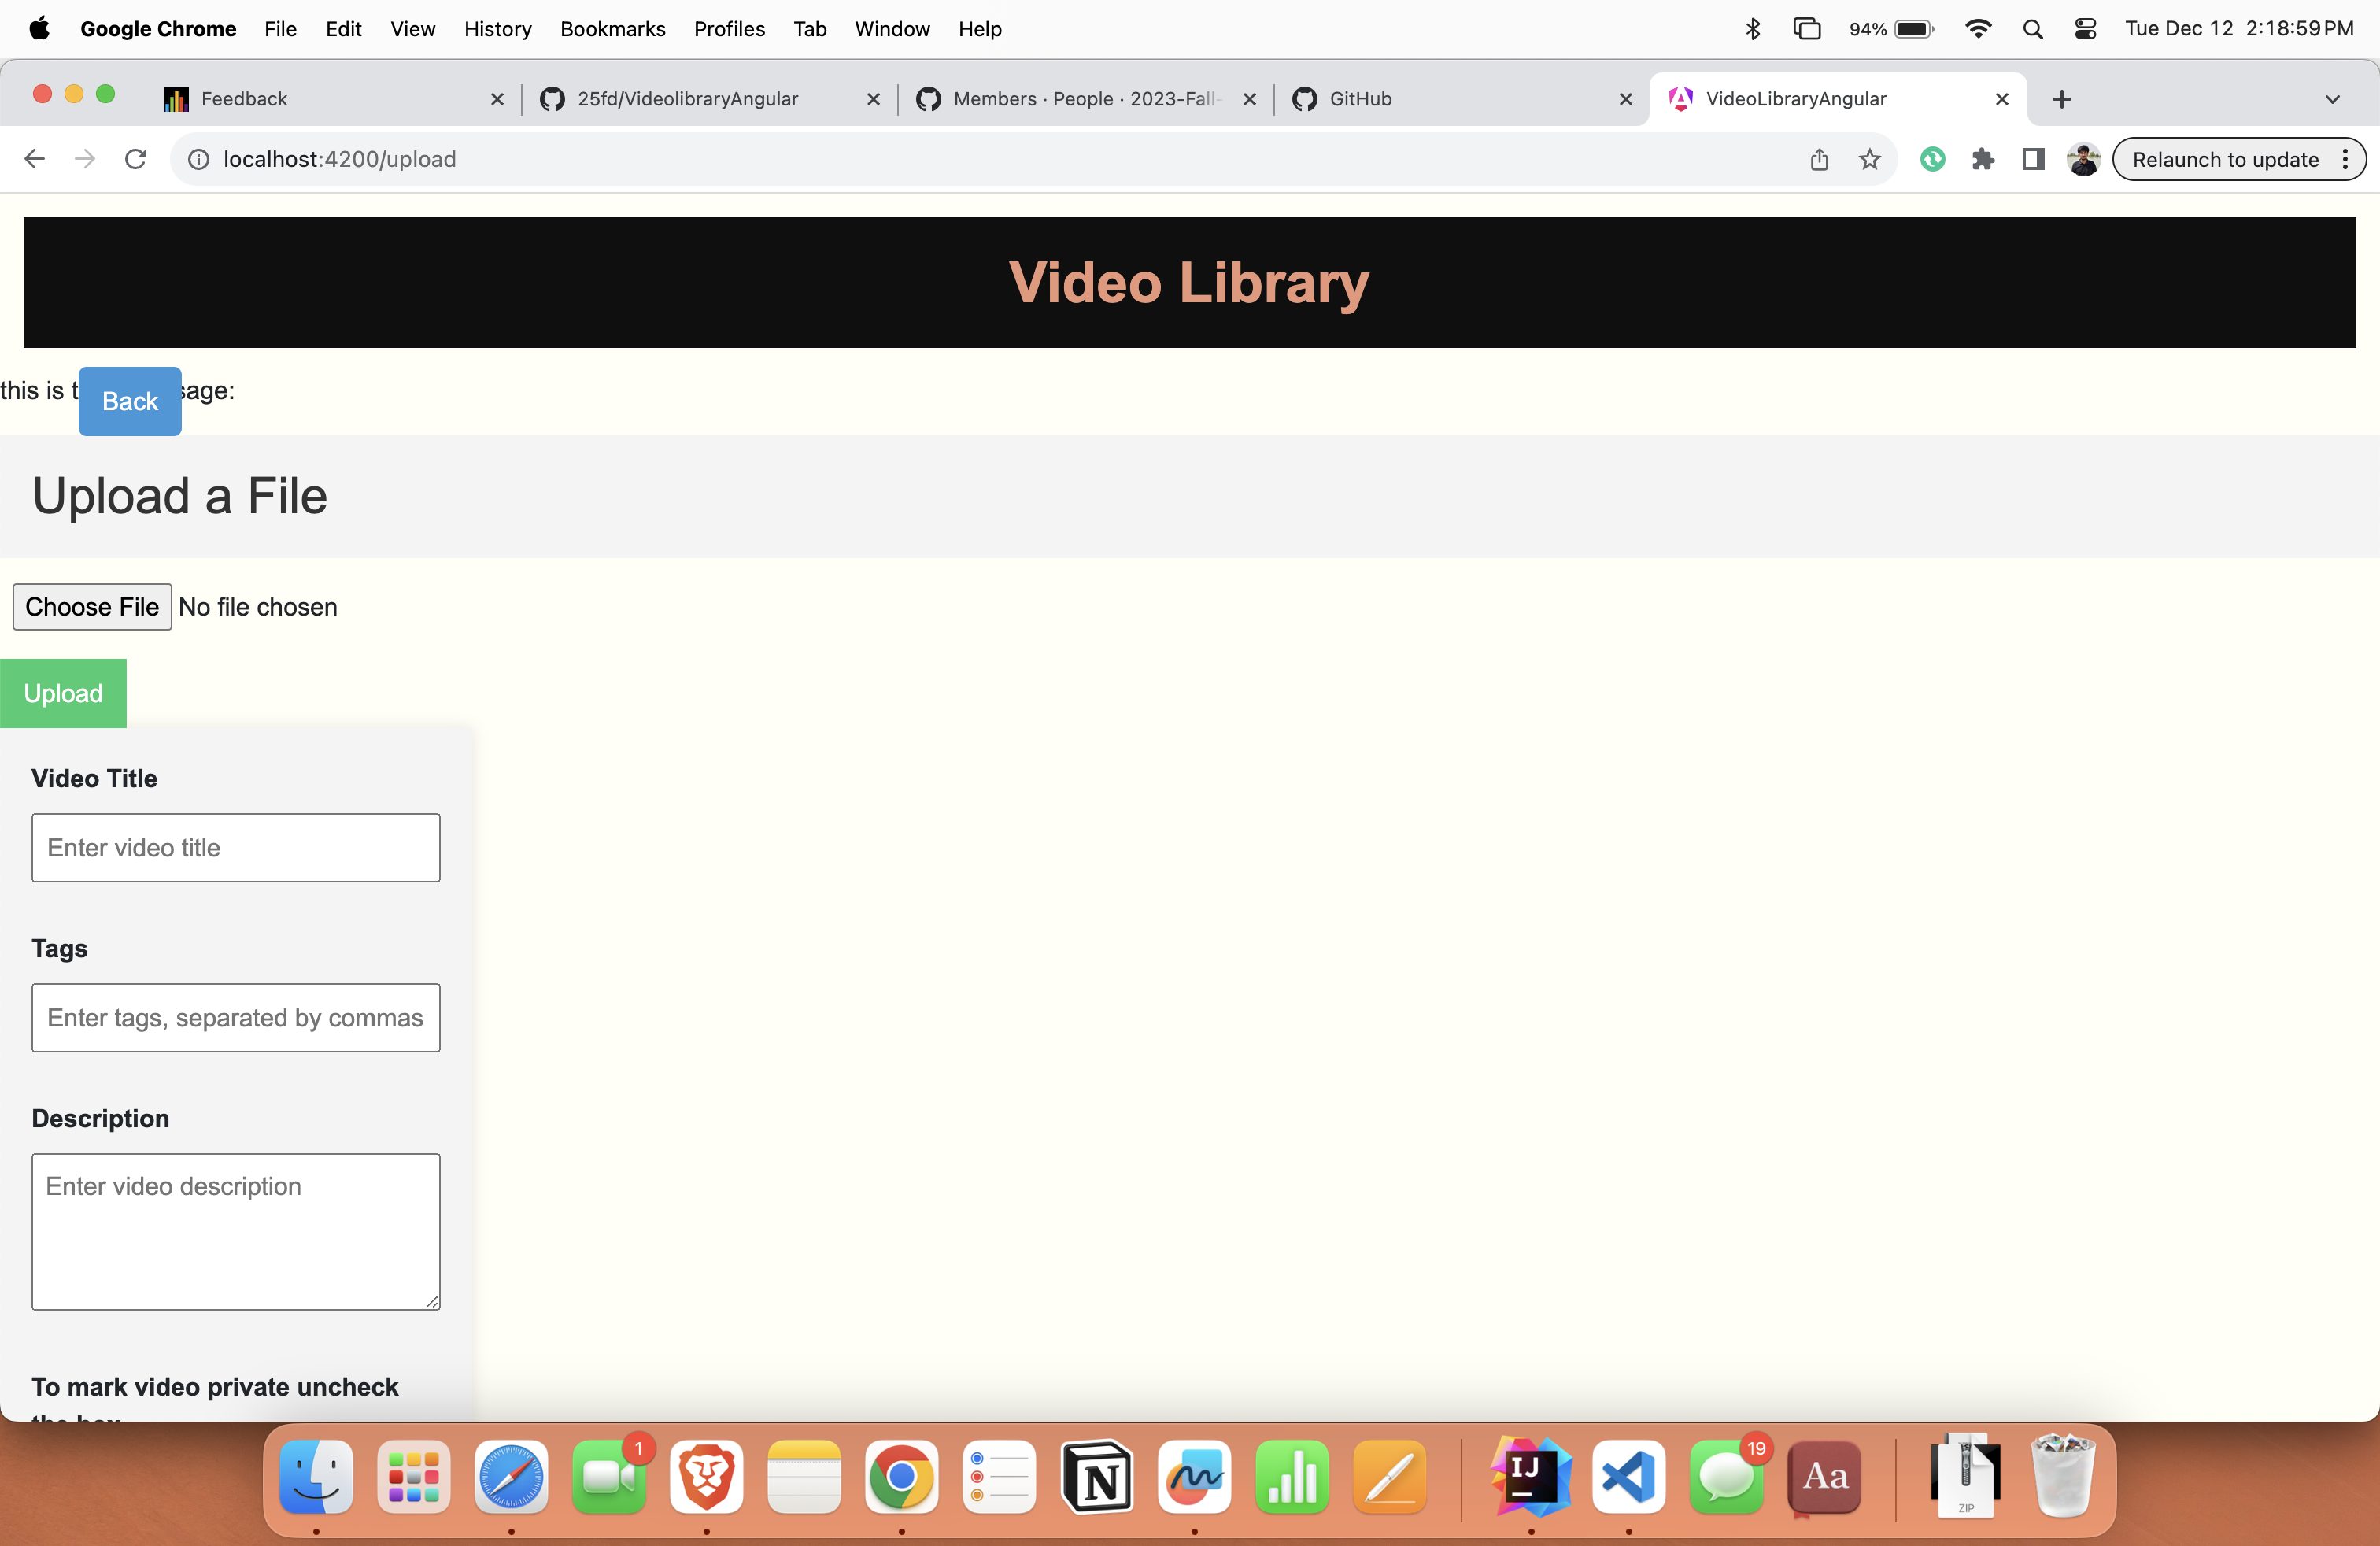 Google Chrome File Edit View History Bookmarks Profiles Tab Window Help 94% Tue Dec 12 2:18:59 PM
Feedback 25fd/VideolibraryAngular Members · People · 2023-Fall- GitHub VideoLibraryAngular
localhost:4200/upload Relaunch to update
Video Library
this is t Back sage:
Upload a File
Choose File No file chosen
Upload
Video Title
Enter video title
Tags
Enter tags, separated by commas
Description
Enter video description
To mark video private uncheck
the box
1 19
N IJ Aa
ZIP